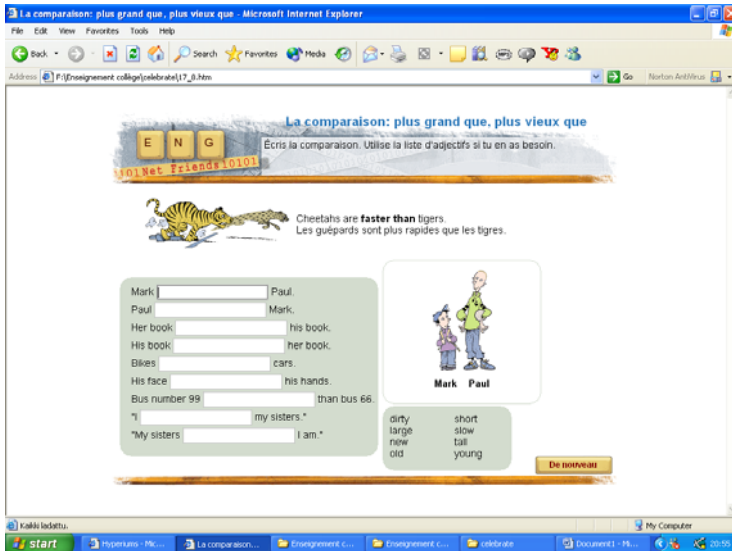 La comparaison: plus grand que, plus vieux que - Microsoft Internet Explorer
File Edit View Favorites Tools Help
Back Search Favorites Media
Address F:\Enseignement collège\celebrate\17_0.htm Go Norton AntiVirus
La comparaison: plus grand que, plus vieux que
E N G
Écris la comparaison. Utilise la liste d'adjectifs si tu en as besoin.
101Net Friends10101
Cheetahs are faster than tigers.
Les guépards sont plus rapides que les tigres.
Mark Paul.
Paul Mark.
Her book his book.
His book her book.
Bikes cars.
His face his hands.
Bus number 99 than bus 66.
"I my sisters."
"My sisters I am."
Mark Paul
dirty short
large slow
new tall
old young
De nouveau
Kaikki ladattu. My Computer
start Hyperiums - Mic... La comparaison... Enseignement c... Enseignement c... celebrate Document1 - Mi... 20:55